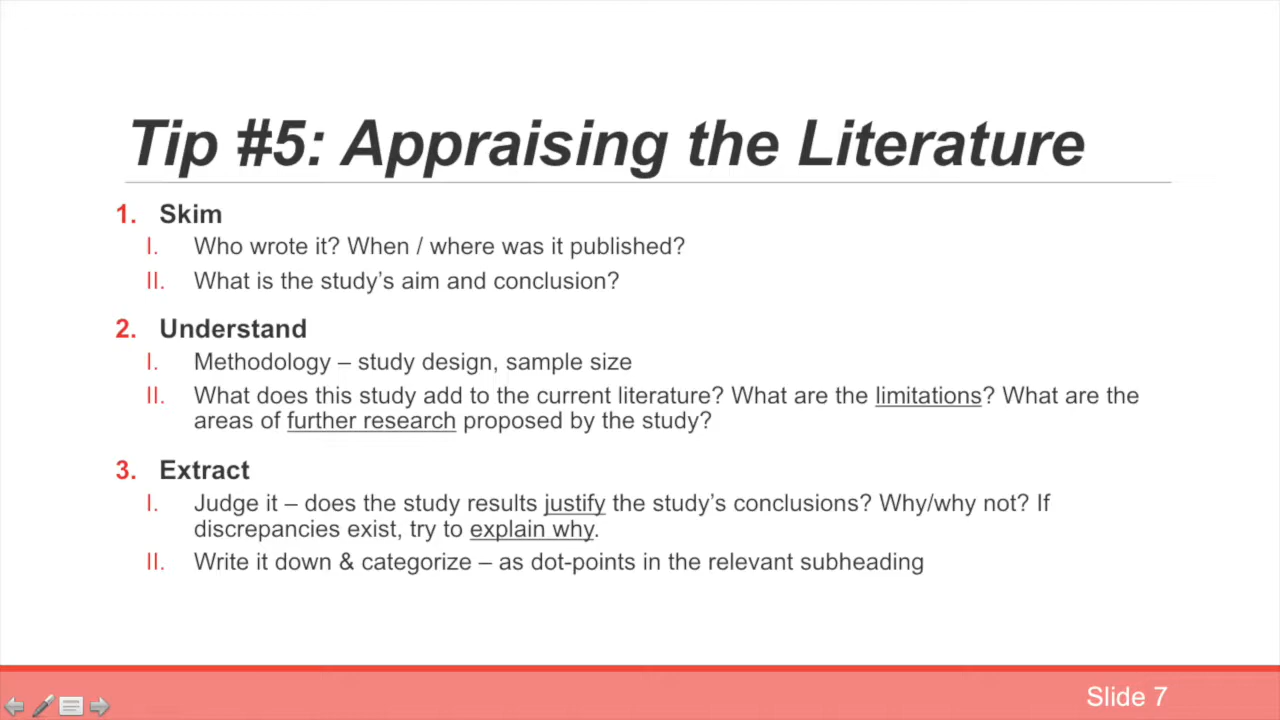 Tip #5: Appraising the Literature
1. Skim
I. Who wrote it? When / where was it published?
II. What is the study’s aim and conclusion?
2. Understand
I. Methodology – study design, sample size
II. What does this study add to the current literature? What are the limitations? What are the
areas of further research proposed by the study?
3. Extract
I. Judge it – does the study results justify the study’s conclusions? Why/why not? If
discrepancies exist, try to explain why.
II. Write it down & categorize – as dot-points in the relevant subheading
Slide 7